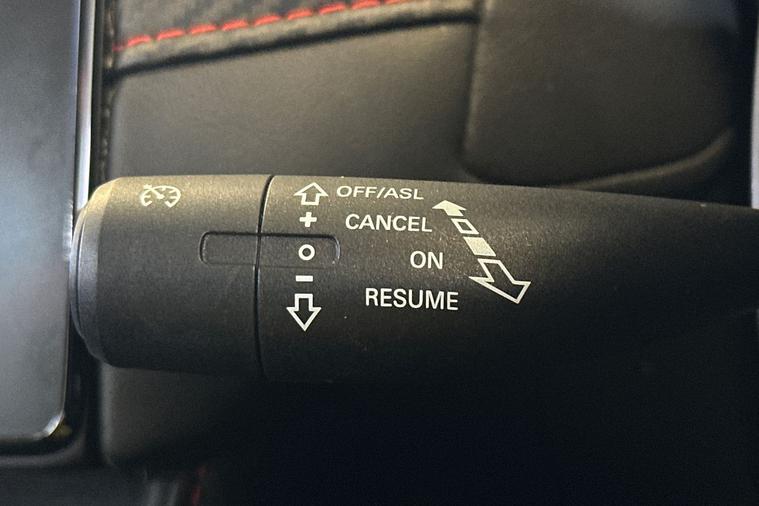 OFF/ASL
+
CANCEL
O
ON
−
RESUME